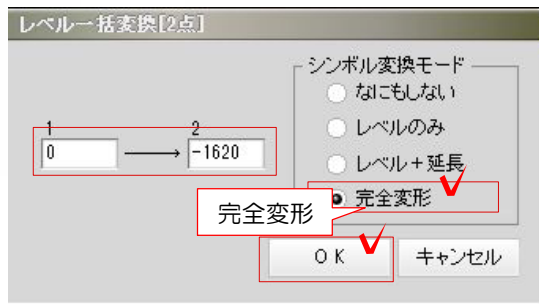 レベル一括変換[2点]
シンボル変換モード
なにもしない
1 2
レベルのみ
0 -1620
レベル+延長
完全変形
完全変形
OK キャンセル